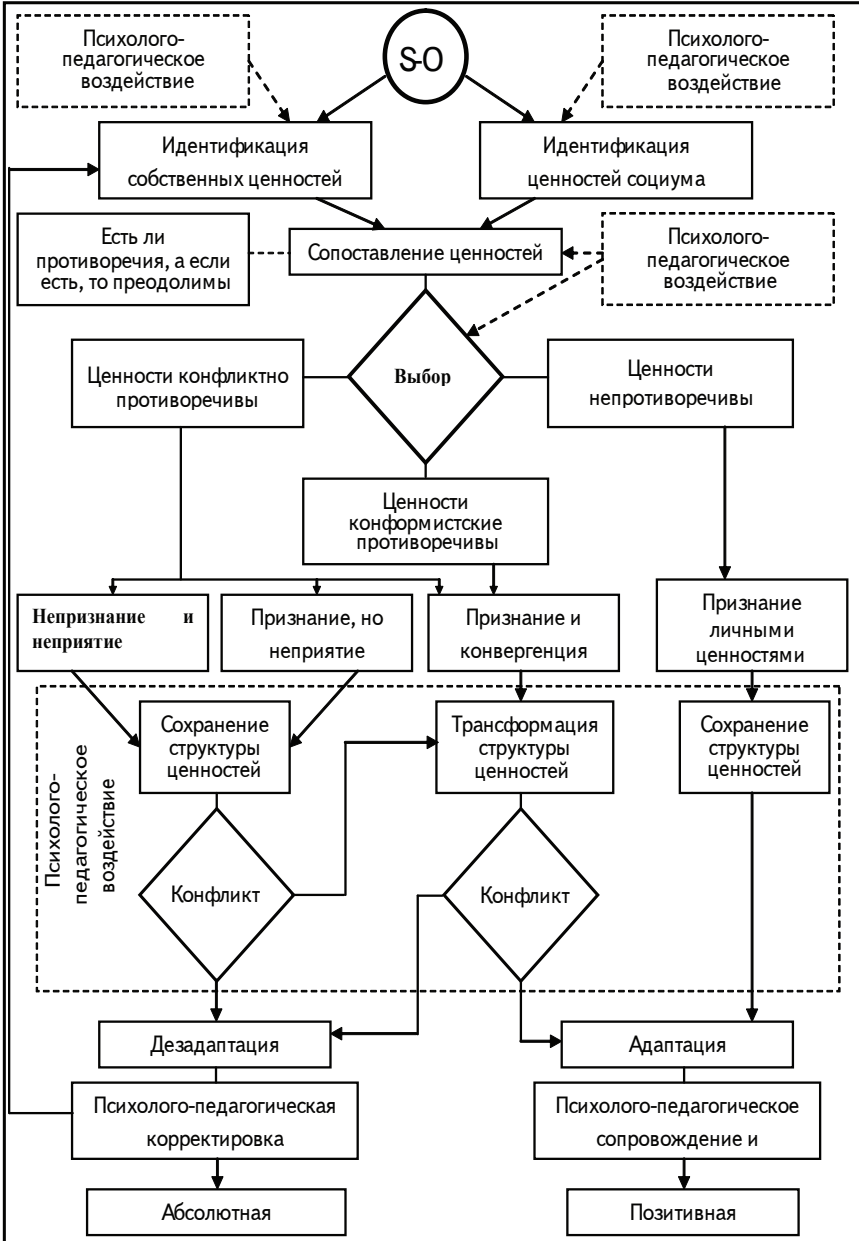 Психолого-
педагогическое
воздействие
S-O
Психолого-
педагогическое
воздействие
Идентификация
собственных ценностей
Идентификация
ценностей социума
Есть ли
противоречия, а если
есть, то преодолимы
Сопоставление ценностей
Психолого-
педагогическое
воздействие
Ценности конфликтно
противоречивы
Выбор
Ценности
непротиворечивы
Ценности
конформистские
противоречивы
Непризнание и
неприятие
Признание, но
неприятие
Признание и
конвергенция
Признание
личными
ценностями
Психолого-
педагогическое
воздействие
Сохранение
структуры
ценностей
Трансформация
структуры
ценностей
Сохранение
структуры
ценностей
Конфликт
Конфликт
Дезадаптация
Адаптация
Психолого-педагогическая
корректировка
Психолого-педагогическое
сопровождение и
Абсолютная
Позитивная